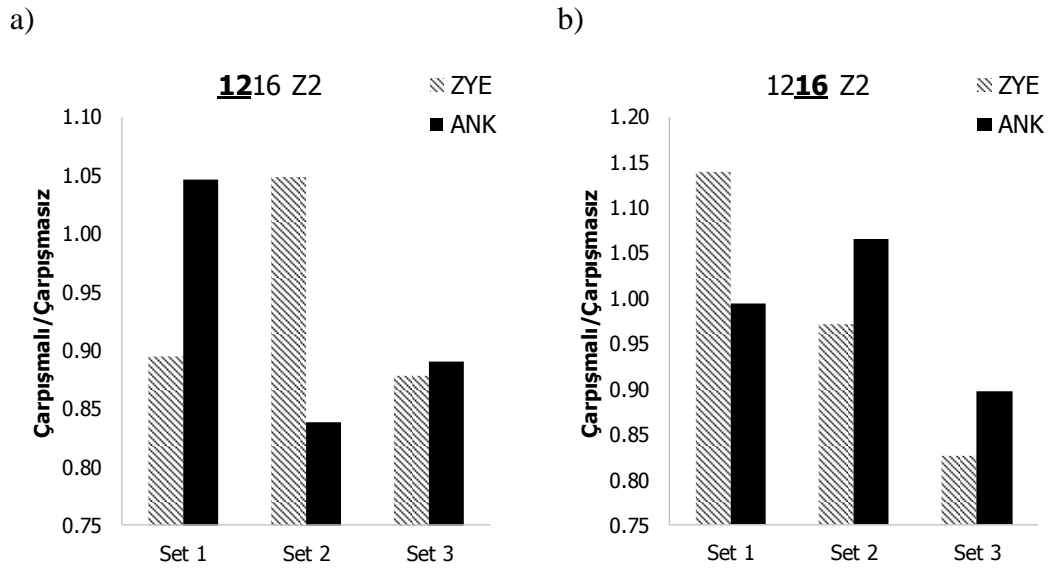 a)
1216 Z2
ZYE
ANK
Çarpışmalı/Çarpışmasız
1.10
1.05
1.00
0.95
0.90
0.85
0.80
0.75
Set 1 Set 2 Set 3
b)
1216 Z2
ZYE
ANK
Çarpışmalı/Çarpışmasız
1.20
1.15
1.10
1.05
1.00
0.95
0.90
0.85
0.80
0.75
Set 1 Set 2 Set 3